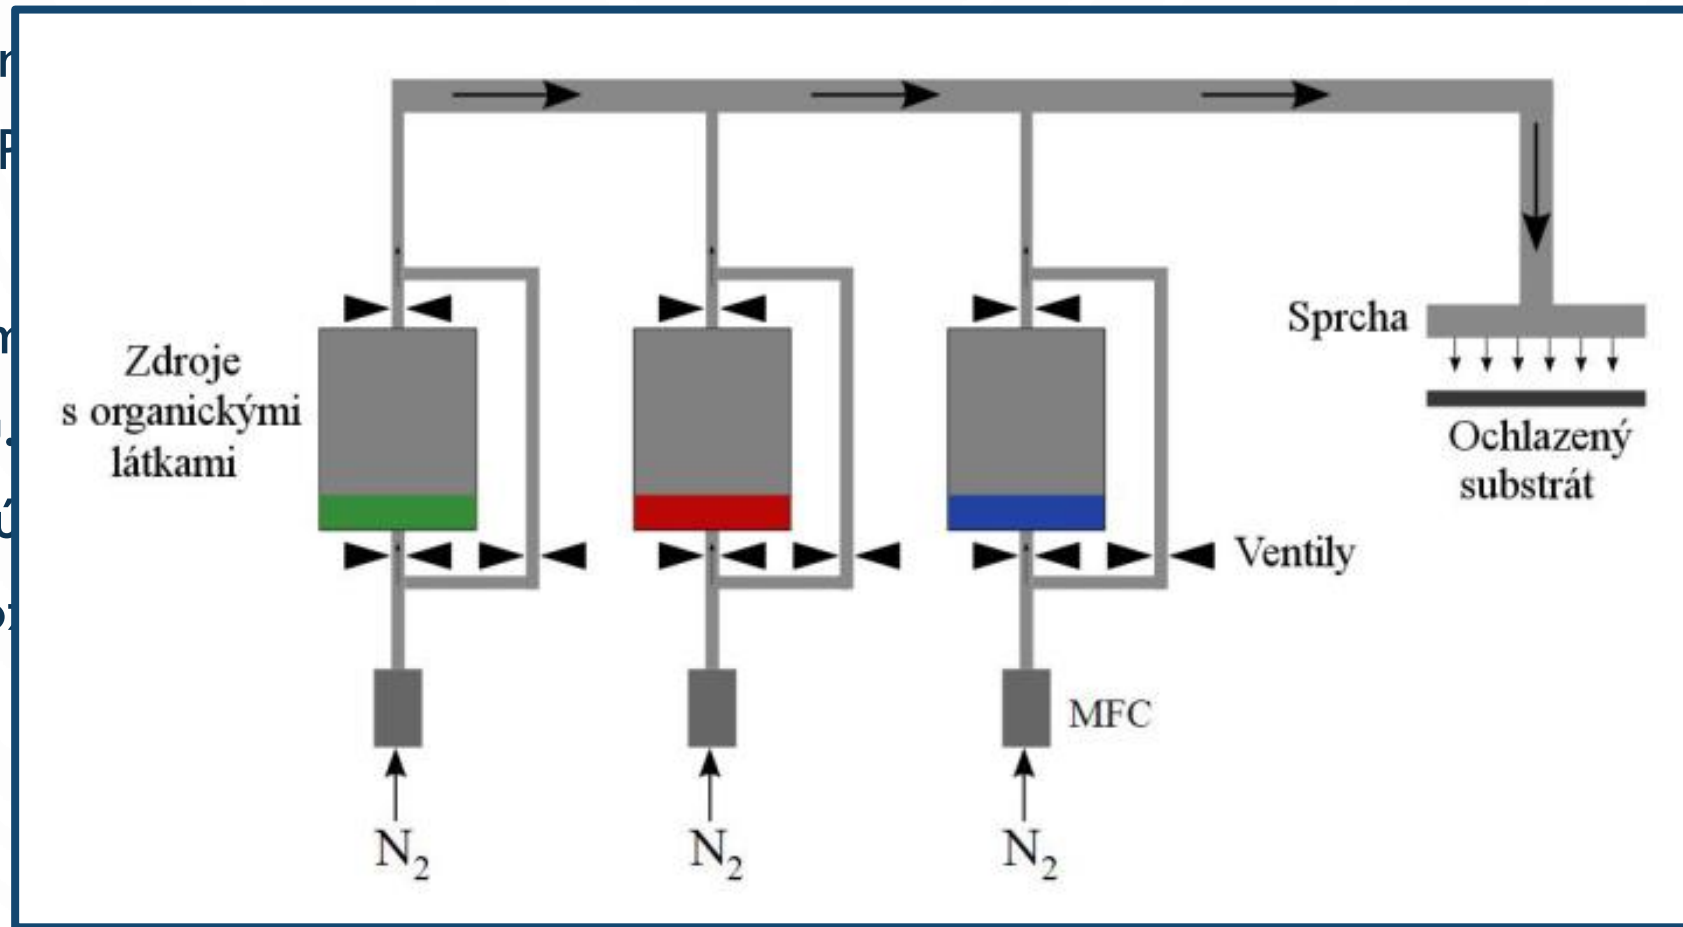 Zdroje
s organickými
látkami
Sprcha
Ochlazený
substrát
Ventily
MFC
N₂
N₂
N₂